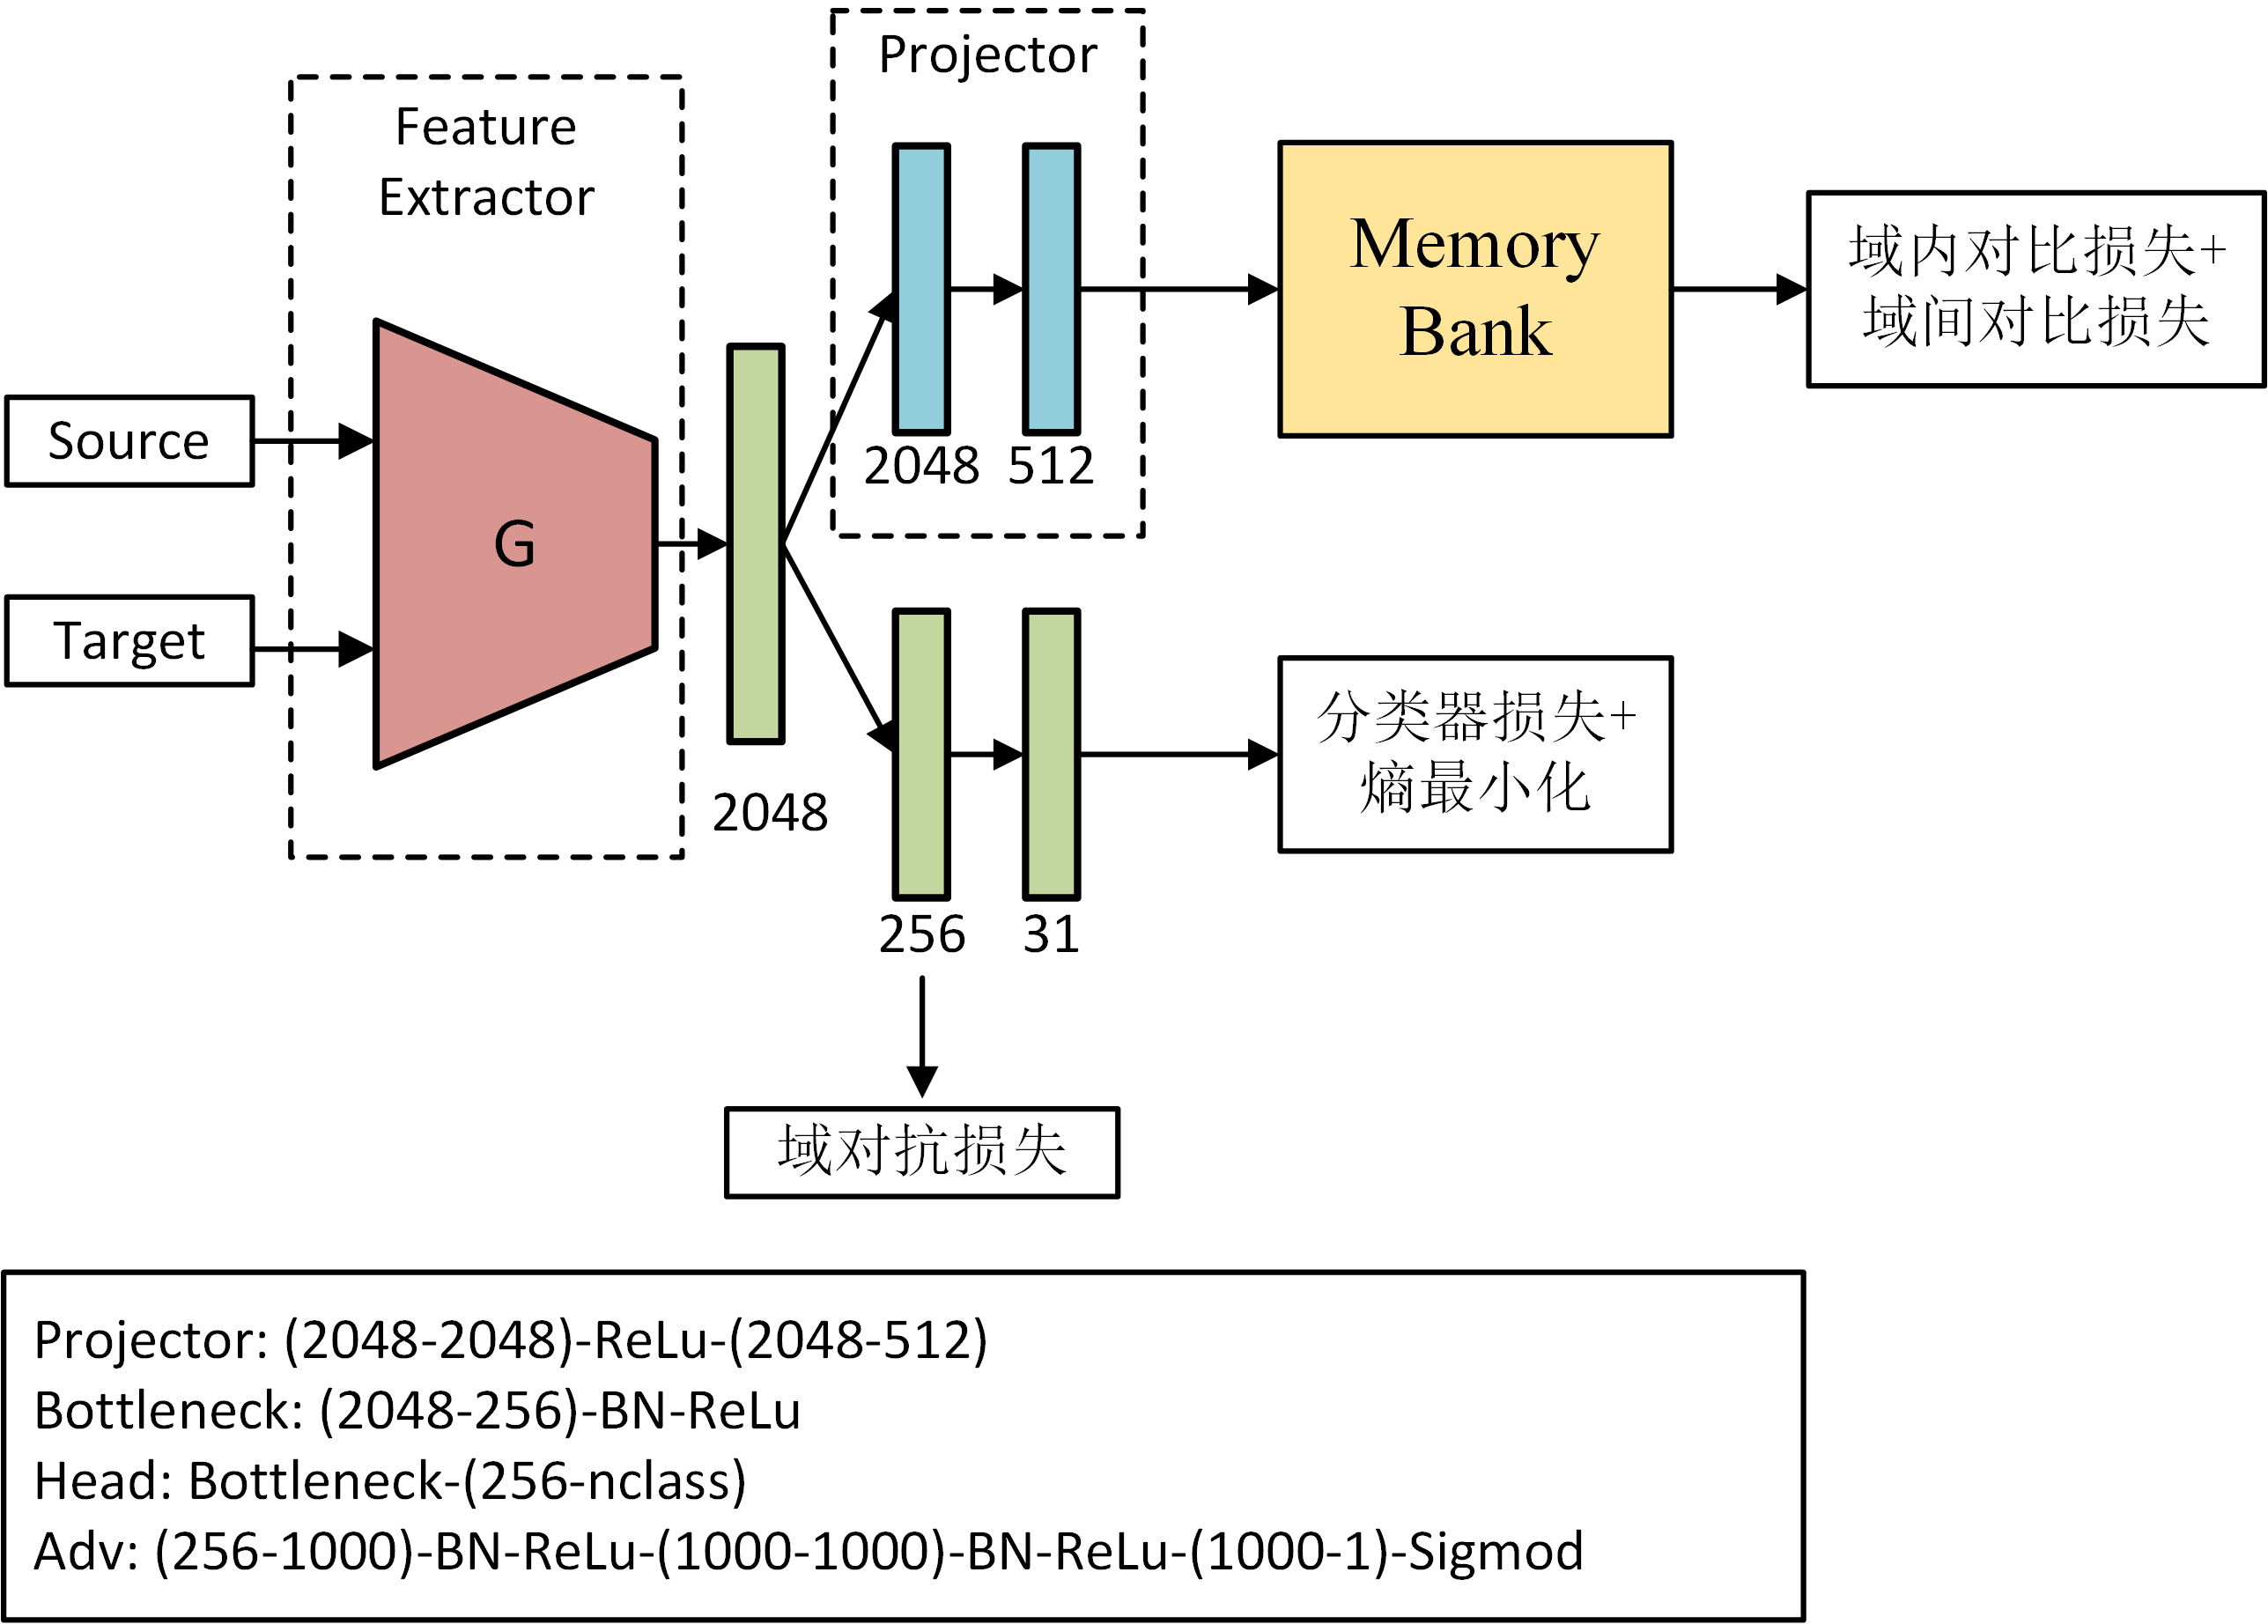 Projector
Feature
Extractor
Memory
Bank
域内对比损失+
域间对比损失
Source
2048
512
G
Target
分类器损失+
熵最小化
2048
256
31
域对抗损失
Projector: (2048-2048)-ReLu-(2048-512)
Bottleneck: (2048-256)-BN-ReLu
Head: Bottleneck-(256-nclass)
Adv: (256-1000)-BN-ReLu-(1000-1000)-BN-ReLu-(1000-1)-Sigmod